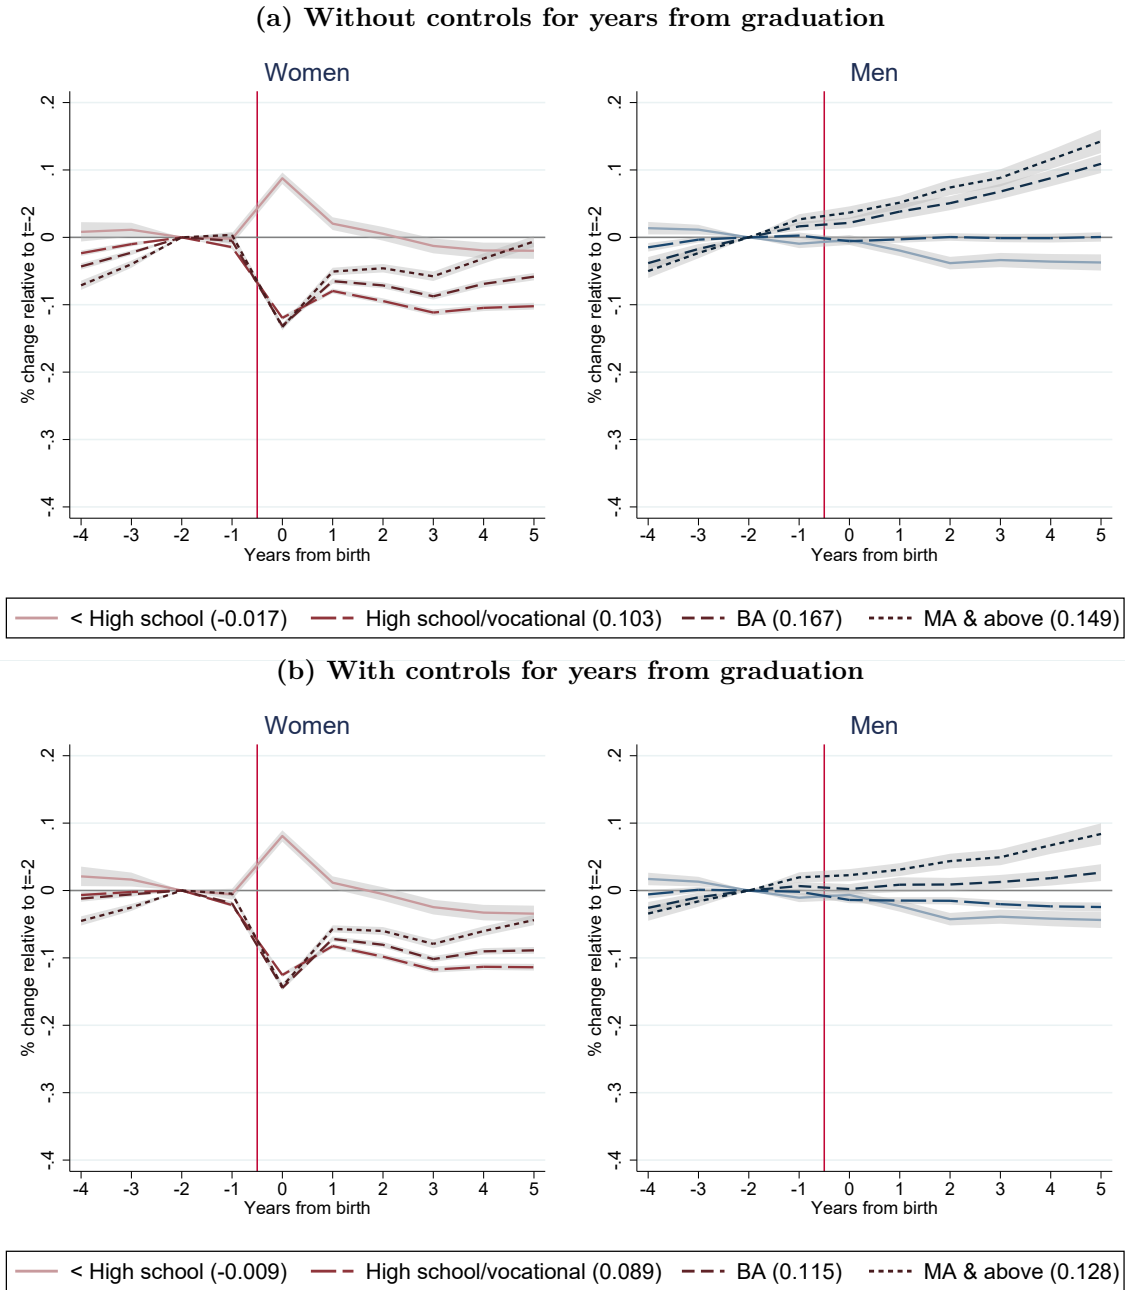 (a) Without controls for years from graduation
Women
Men
% change relative to t=-2
.2
.1
0
-.1
-.2
-.3
-.4
-4 -3 -2 -1 0 1 2 3 4 5
Years from birth
% change relative to t=-2
.2
.1
0
-.1
-.2
-.3
-.4
-4 -3 -2 -1 0 1 2 3 4 5
Years from birth
< High school (-0.017) High school/vocational (0.103) BA (0.167) MA & above (0.149)
(b) With controls for years from graduation
Women
Men
% change relative to t=-2
.2
.1
0
-.1
-.2
-.3
-.4
-4 -3 -2 -1 0 1 2 3 4 5
Years from birth
% change relative to t=-2
.2
.1
0
-.1
-.2
-.3
-.4
-4 -3 -2 -1 0 1 2 3 4 5
Years from birth
< High school (-0.009) High school/vocational (0.089) BA (0.115) MA & above (0.128)